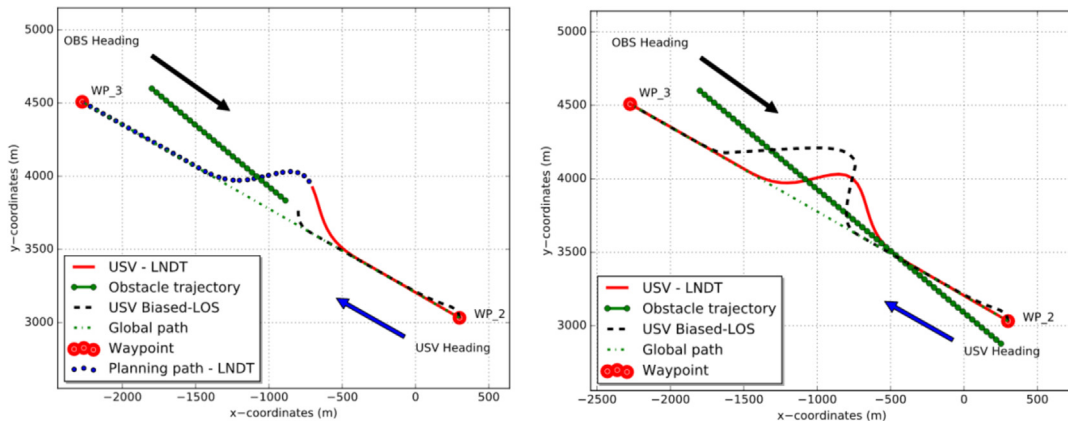 5000
4500
4000
3500
3000
y−coordinates (m)
OBS Heading
WP_3
WP_2
USV Heading
USV - LNDT
Obstacle trajectory
USV Biased-LOS
Global path
Waypoint
Planning path - LNDT
−2000 −1500 −1000 −500 0 500
x−coordinates (m)
5000
4500
4000
3500
3000
y−coordinates (m)
OBS Heading
WP_3
WP_2
USV Heading
USV - LNDT
Obstacle trajectory
USV Biased-LOS
Global path
Waypoint
−2500 −2000 −1500 −1000 −500 0 500
x−coordinates (m)